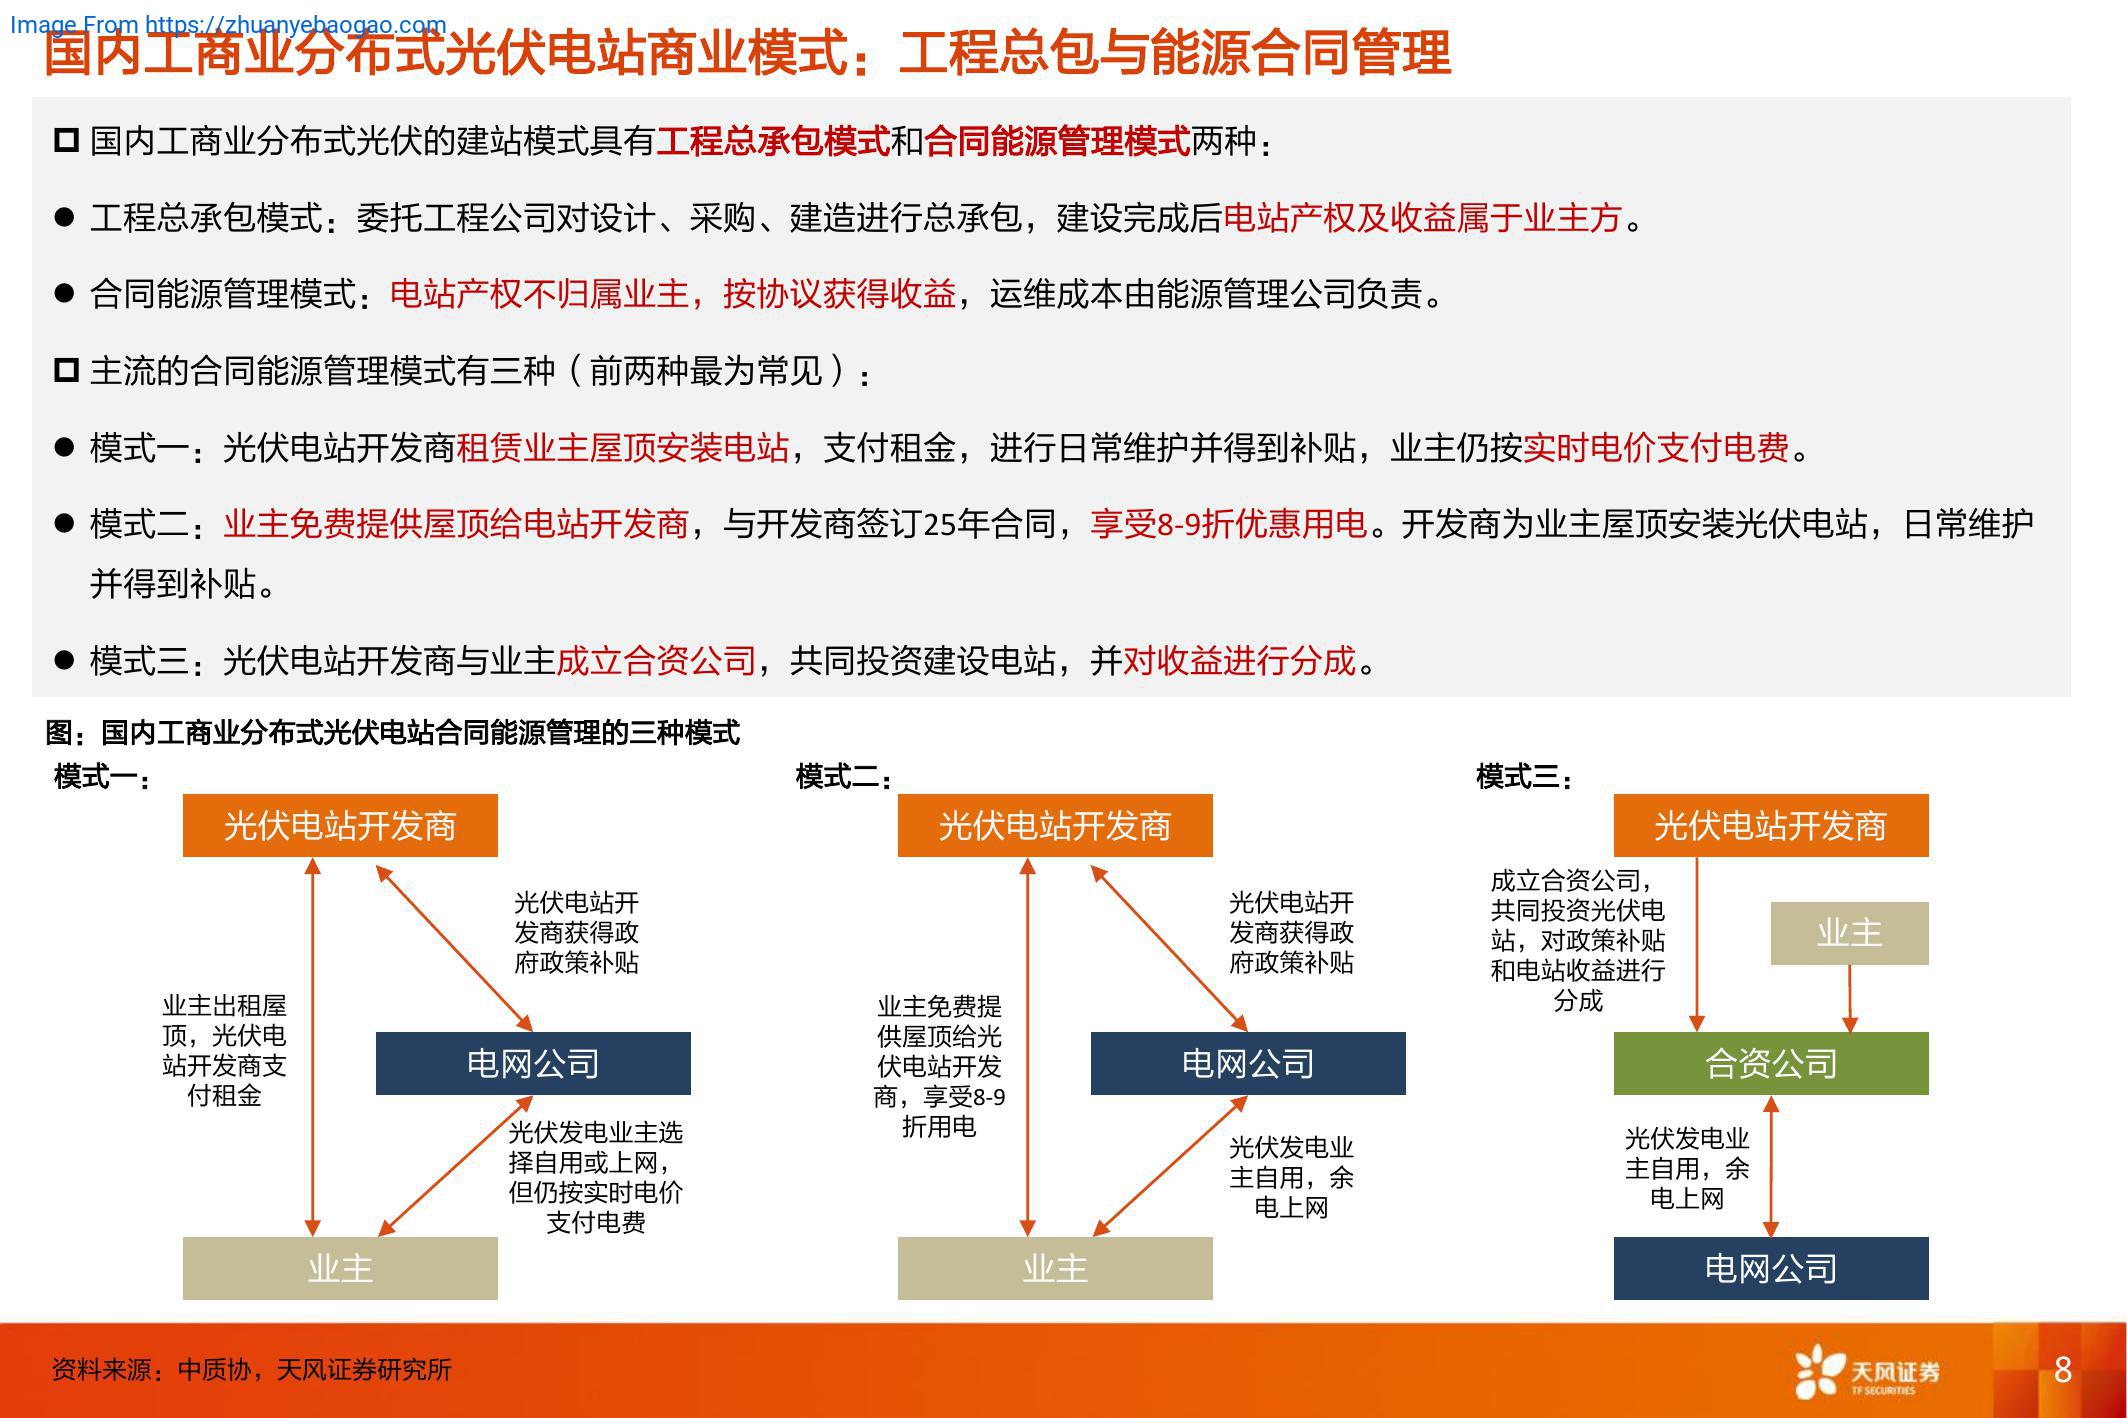 Image From https://zhuanyebaogao.com
国内工商业分布式光伏电站商业模式：工程总包与能源合同管理
国内工商业分布式光伏的建站模式具有工程总承包模式和合同能源管理模式两种：
工程总承包模式：委托工程公司对设计、采购、建造进行总承包，建设完成后电站产权及收益属于业主方。
合同能源管理模式：电站产权不归属业主，按协议获得收益，运维成本由能源管理公司负责。
主流的合同能源管理模式有三种（前两种最为常见）：
模式一：光伏电站开发商租赁业主屋顶安装电站，支付租金，进行日常维护并得到补贴，业主仍按实时电价支付电费。
模式二：业主免费提供屋顶给电站开发商，与开发商签订25年合同，享受8-9折优惠用电。开发商为业主屋顶安装光伏电站，日常维护
并得到补贴。
模式三：光伏电站开发商与业主成立合资公司，共同投资建设电站，并对收益进行分成。
图：国内工商业分布式光伏电站合同能源管理的三种模式
模式一：
光伏电站开发商
光伏电站开
发商获得政
府政策补贴
业主出租屋
顶，光伏电
站开发商支
付租金
电网公司
光伏发电业主选
择自用或上网，
但仍按实时电价
支付电费
业主
模式二：
光伏电站开发商
光伏电站开
发商获得政
府政策补贴
业主免费提
供屋顶给光
伏电站开发
商，享受8-9
折用电
电网公司
光伏发电业
主自用，余
电上网
业主
模式三：
光伏电站开发商
成立合资公司，
共同投资光伏电
站，对政策补贴
和电站收益进行
分成
业主
合资公司
光伏发电业
主自用，余
电上网
电网公司
资料来源：中质协，天风证券研究所
天风证券
TF SECURITIES
8